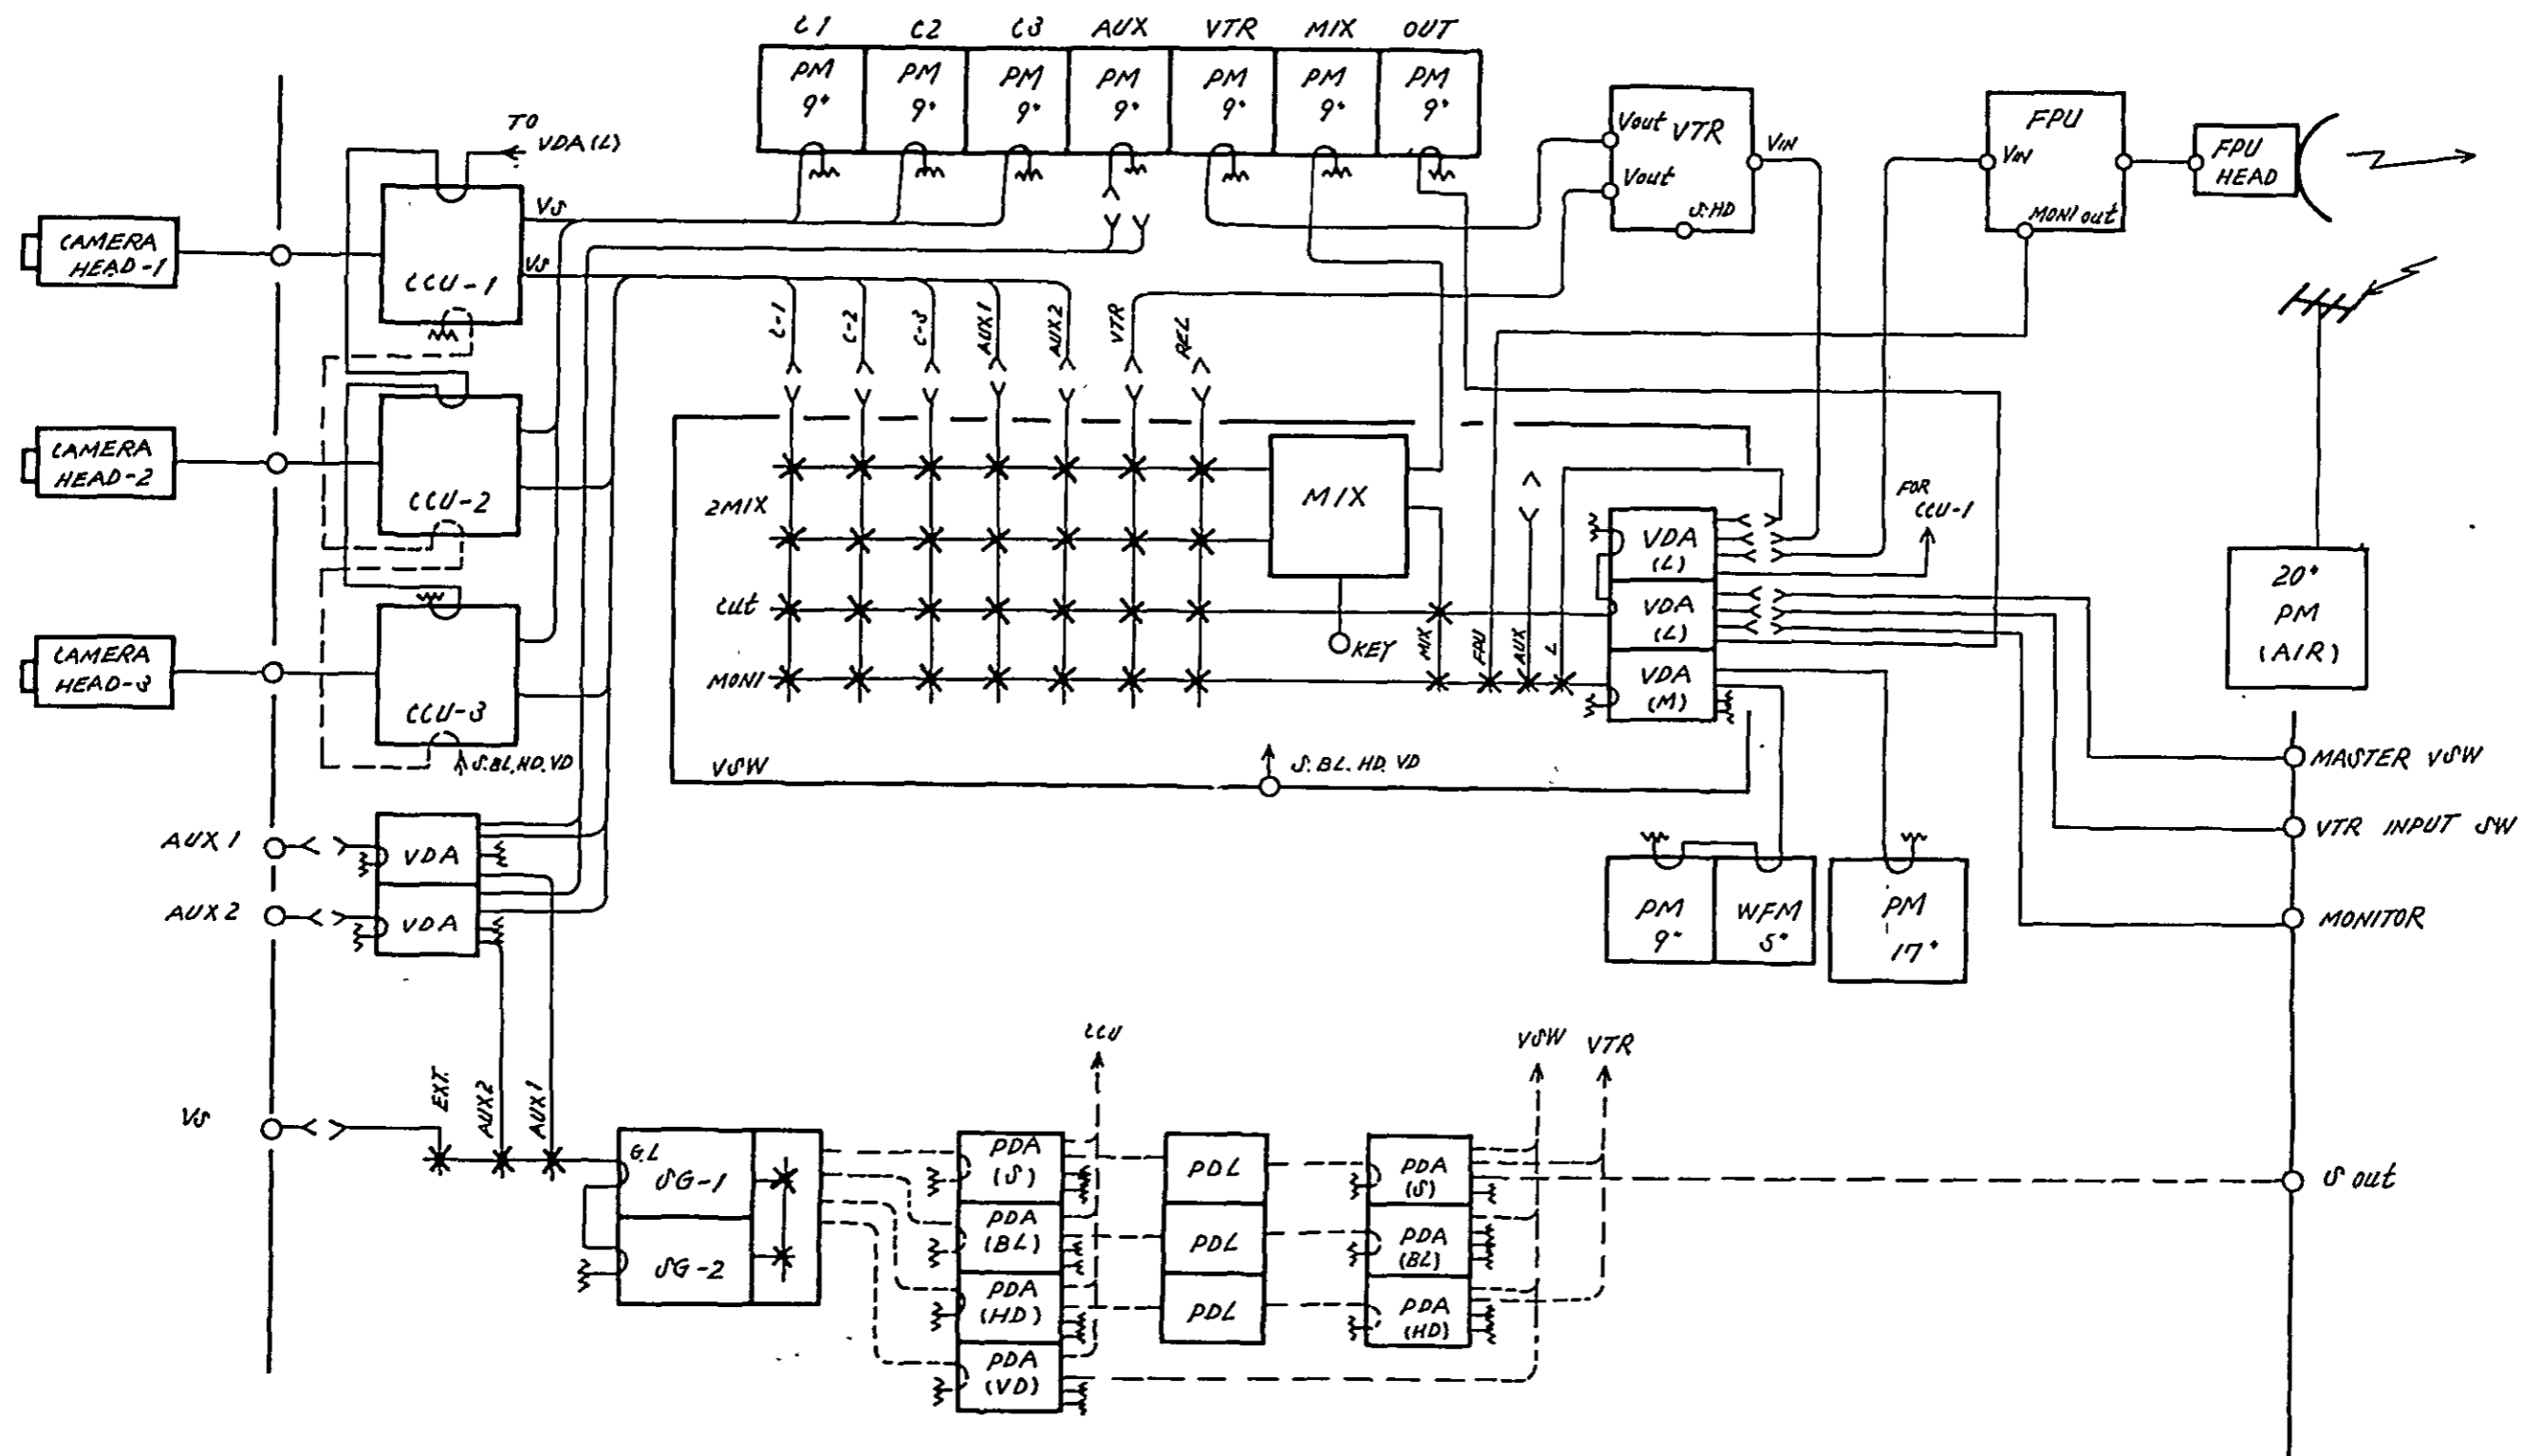 C1 C2 C3 AUX VTR MIX OUT
PM
9"
PM
9"
PM
9"
PM
9"
PM
9"
PM
9"
PM
9"
TO
VDA(L)
CAMERA
HEAD-1
CCU-1
VS
VS
CAMERA
HEAD-2
CCU-2
CAMERA
HEAD-3
CCU-3
S.BL.HD.VD
Vout VTR
Vout
VIN
S.HD
FPU
VIN
MONI out
FPU
HEAD
C-1
C-2
C-3
AUX1
AUX2
VTR
2MIX
CUT
MONI
MIX
KEY
MIX
FPU
AUX
L
VSW
S.BL.HD.VD
VDA
(L)
VDA
(L)
VDA
(M)
FOR
CCU-1
20"
PM
(AIR)
MASTER VSW
VTR INPUT SW
MONITOR
PM
9"
WFM
5"
PM
17"
AUX1
VDA
AUX2
VDA
VS
EXT.
AUX2
AUX1
G.L
SG-1
SG-2
CCU
PDA
(S)
PDA
(BL)
PDA
(HD)
PDA
(VD)
PDL
PDL
PDL
PDA
(S)
PDA
(BL)
PDA
(HD)
VSW
VTR
S out